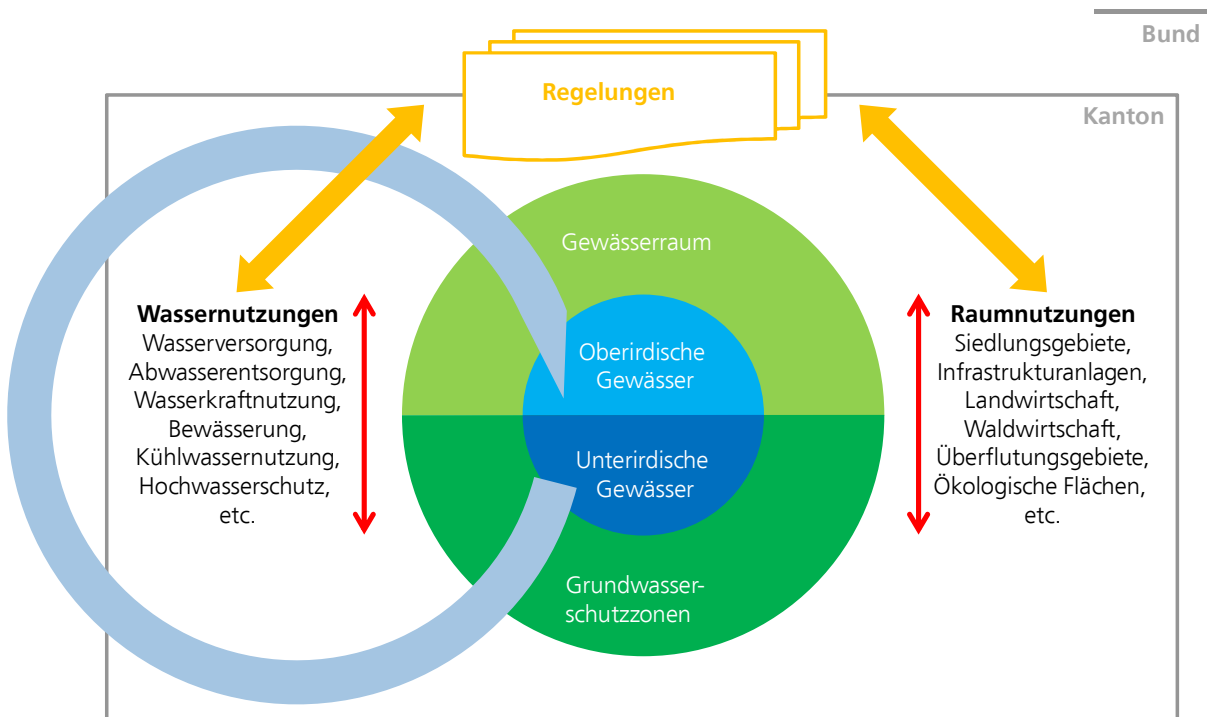 Bund
Regelungen
Kanton
Gewässerraum
Wassernutzungen
Wasserversorgung,
Abwasserentsorgung,
Wasserkraftnutzung,
Bewässerung,
Kühlwassernutzung,
Hochwasserschutz,
etc.
Oberirdische
Gewässer
Unterirdische
Gewässer
Grundwasser-
schutzzonen
Raumnutzungen
Siedlungsgebiete,
Infrastrukturanlagen,
Landwirtschaft,
Waldwirtschaft,
Überflutungsgebiete,
Ökologische Flächen,
etc.